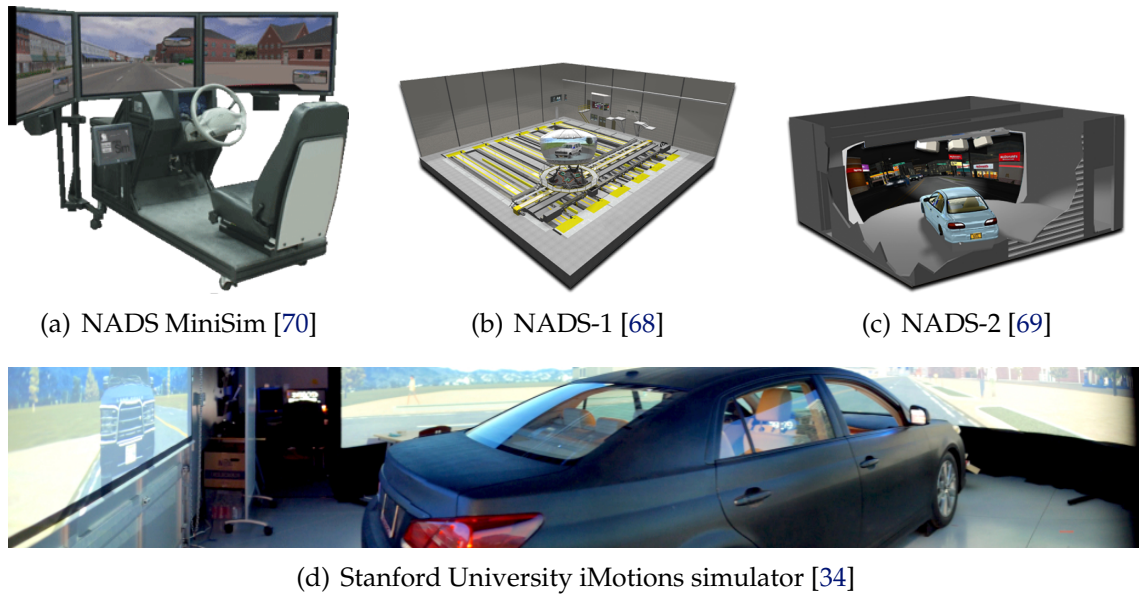 (a) NADS MiniSim [70]
(b) NADS-1 [68]
(c) NADS-2 [69]
(d) Stanford University iMotions simulator [34]